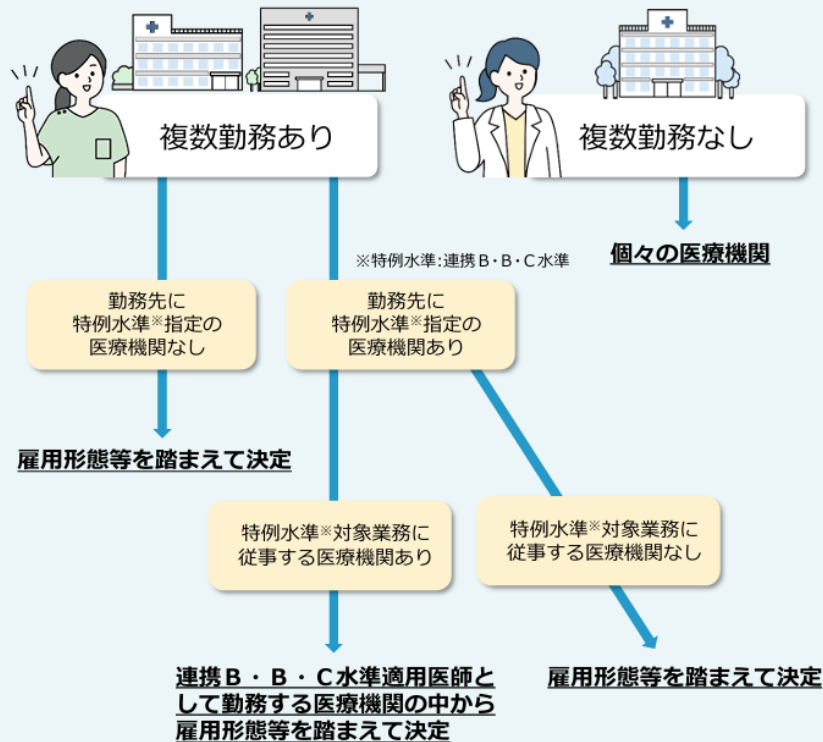 複数勤務あり
複数勤務なし
個々の医療機関
※特例水準:連携B・B・C水準
勤務先に
特例水準※指定の
医療機関なし
勤務先に
特例水準※指定の
医療機関あり
雇用形態等を踏まえて決定
特例水準※対象業務に
従事する医療機関あり
特例水準※対象業務に
従事する医療機関なし
連携B・B・C水準適用医師と
して勤務する医療機関の中から
雇用形態等を踏まえて決定
雇用形態等を踏まえて決定